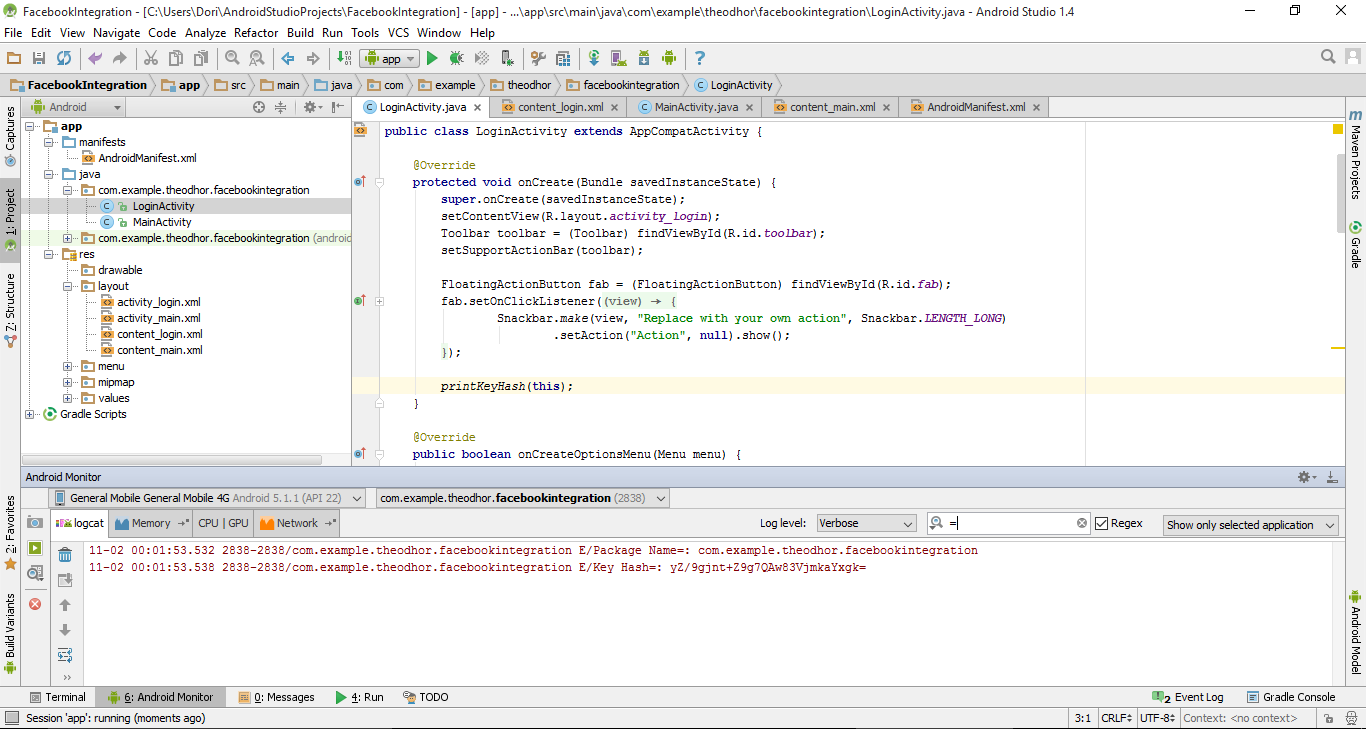 FacebookIntegration - [C:\Users\Dori\AndroidStudioProjects\FacebookIntegration] - [app] - ...\app\src\main\java\com\example\theodhor\facebookintegration\LoginActivity.java - Android Studio 1.4
File Edit View Navigate Code Analyze Refactor Build Run Tools VCS Window Help
app
FacebookIntegration app src main java com example theodhor facebookintegration LoginActivity
Android
LoginActivity.java content_login.xml MainActivity.java content_main.xml AndroidManifest.xml
Captures
1: Project
Z: Structure
2: Favorites
Build Variants
app
manifests
AndroidManifest.xml
java
com.example.theodhor.facebookintegration
LoginActivity
MainActivity
com.example.theodhor.facebookintegration (android
res
drawable
layout
activity_login.xml
activity_main.xml
content_login.xml
content_main.xml
menu
mipmap
values
Gradle Scripts
public class LoginActivity extends AppCompatActivity {
@Override
protected void onCreate(Bundle savedInstanceState) {
super.onCreate(savedInstanceState);
setContentView(R.layout.activity_login);
Toolbar toolbar = (Toolbar) findViewById(R.id.toolbar);
setSupportActionBar(toolbar);
FloatingActionButton fab = (FloatingActionButton) findViewById(R.id.fab);
fab.setOnClickListener((view) → {
Snackbar.make(view, "Replace with your own action", Snackbar.LENGTH_LONG)
.setAction("Action", null).show();
});
printKeyHash(this);
}
@Override
public boolean onCreateOptionsMenu(Menu menu) {
Maven Projects
Gradle
Android Model
Android Monitor
General Mobile General Mobile 4G Android 5.1.1 (API 22) com.example.theodhor.facebookintegration (2838)
logcat Memory CPU | GPU Network Log level: Verbose = Regex Show only selected application
11-02 00:01:53.532 2838-2838/com.example.theodhor.facebookintegration E/Package Name=: com.example.theodhor.facebookintegration
11-02 00:01:53.538 2838-2838/com.example.theodhor.facebookintegration E/Key Hash=: yZ/9gjnt+Z9g7QAw83VjmkaYxgk=
Terminal 6: Android Monitor 0: Messages 4: Run TODO 2 Event Log Gradle Console
Session 'app': running (moments ago) 3:1 CRLF UTF-8 Context: <no context>